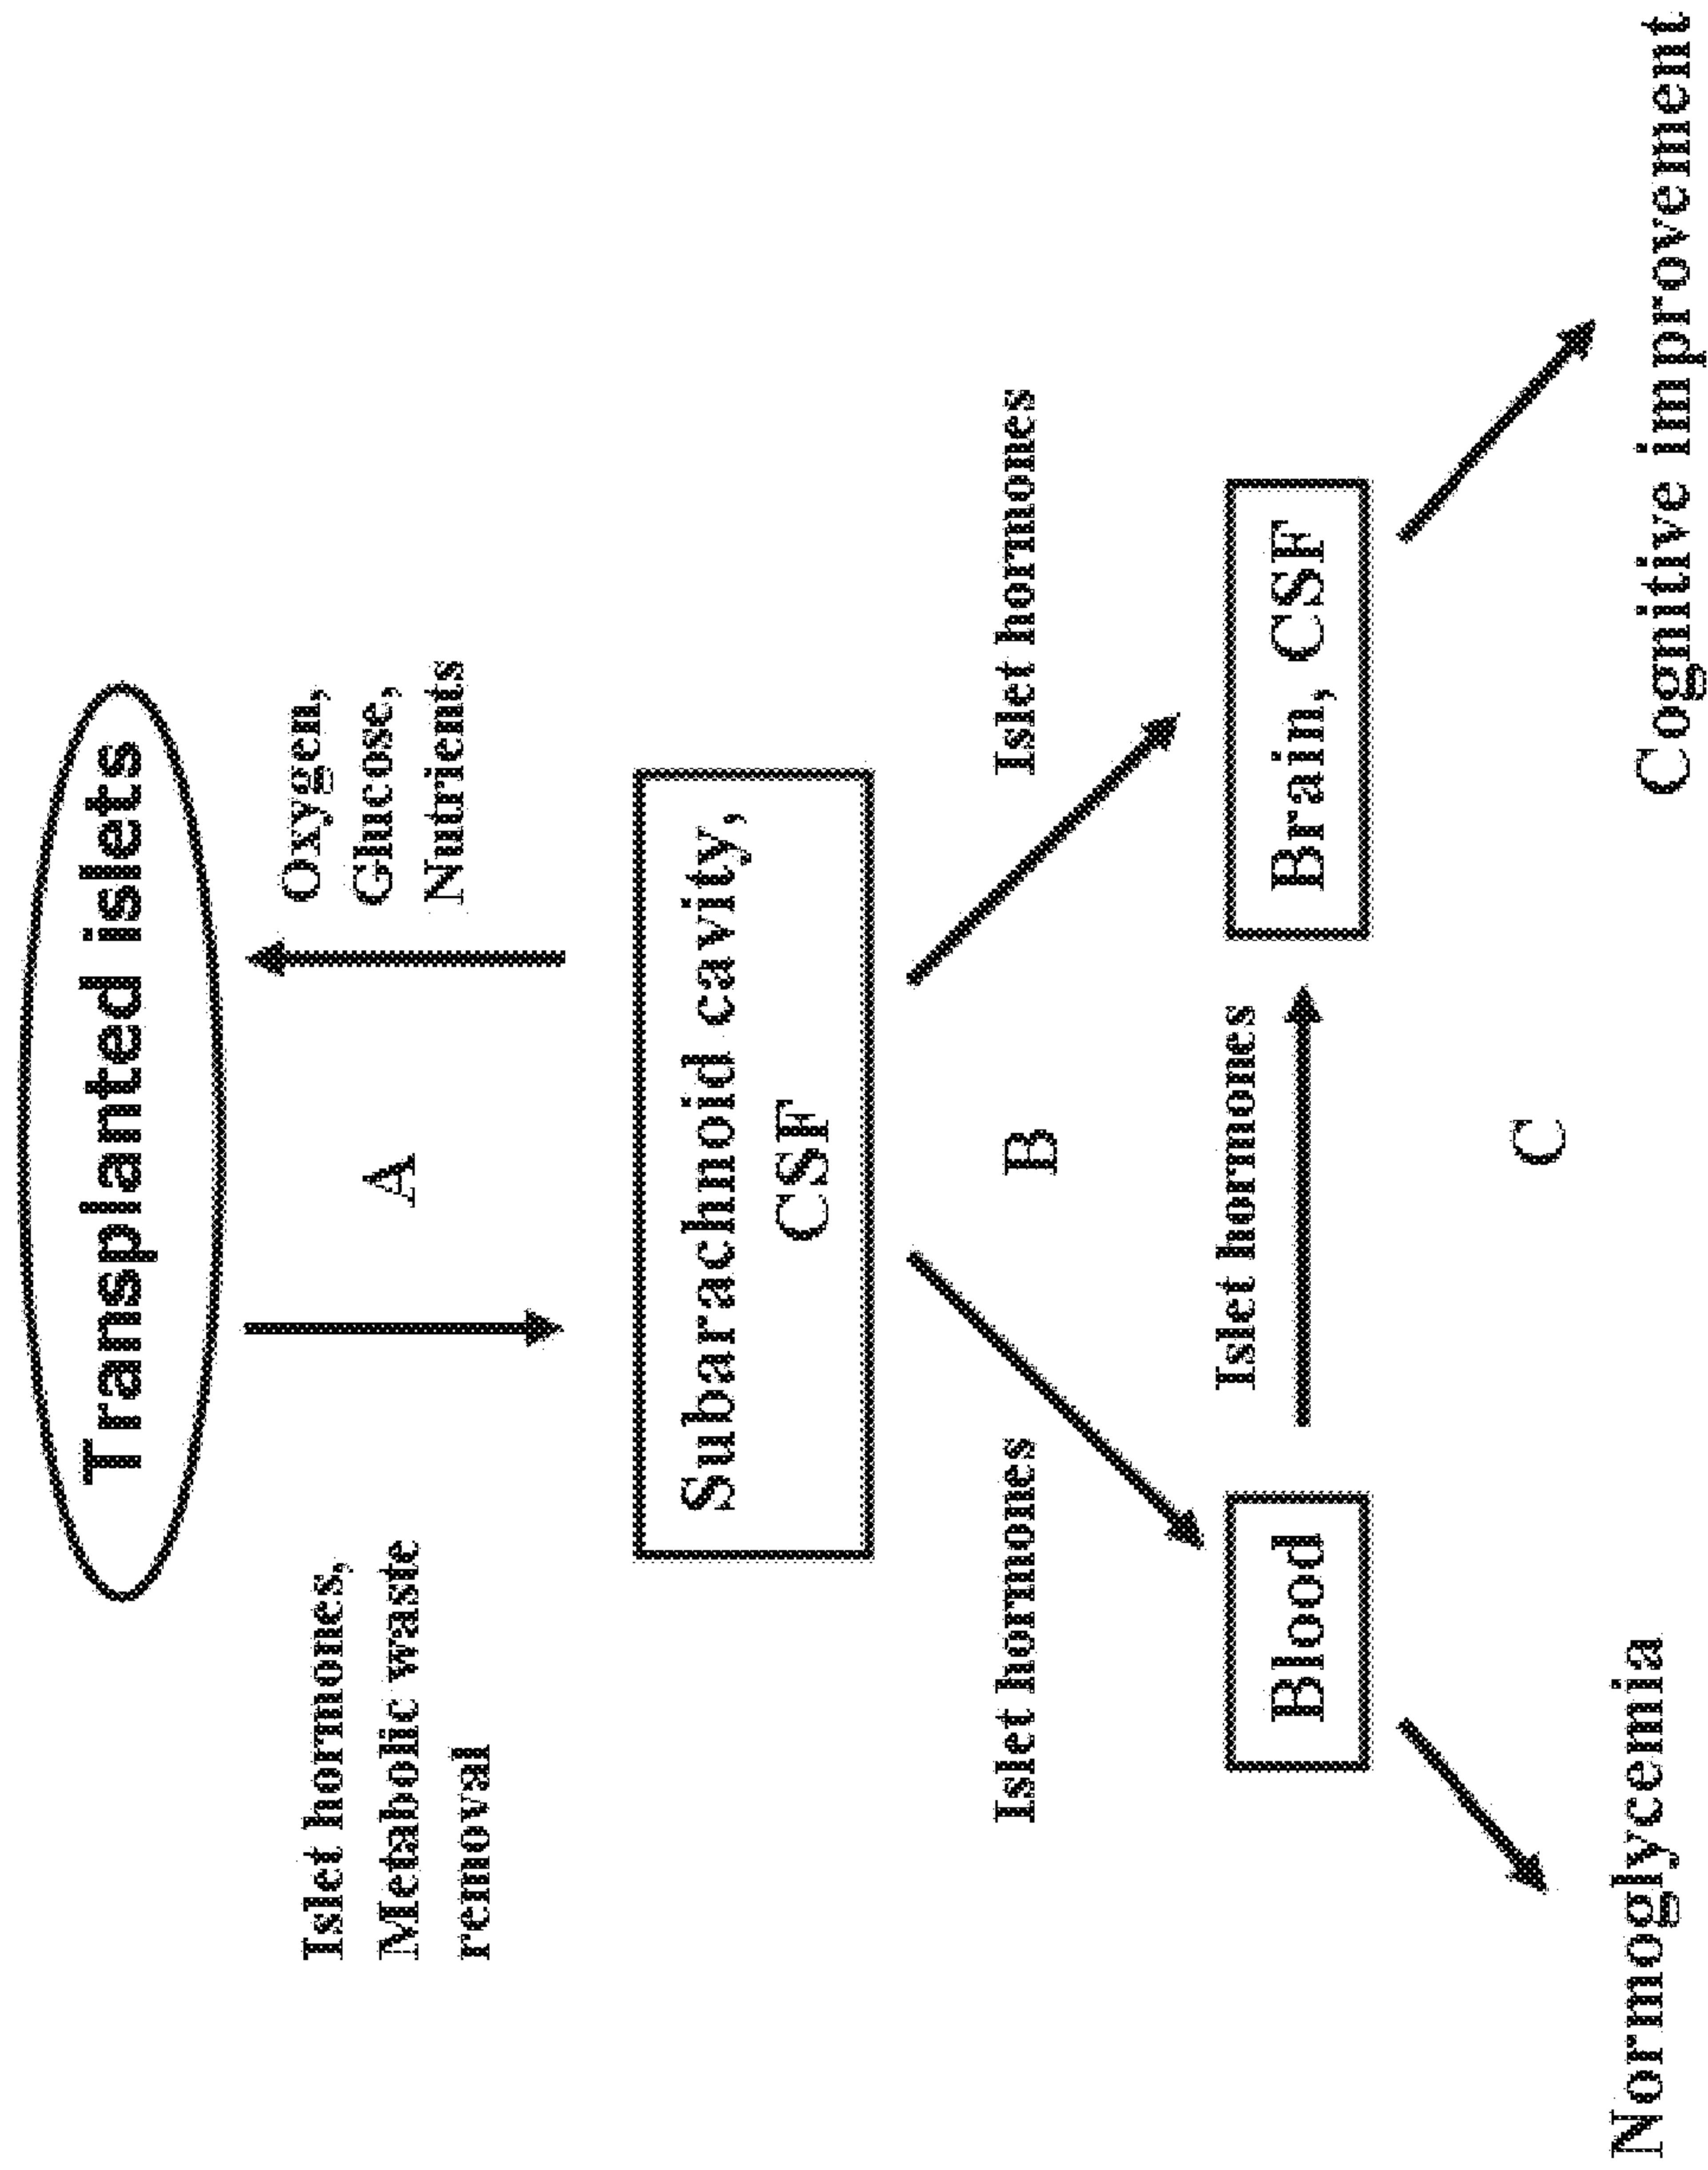 Transplanted islets
Islet hormones,
Metabolic waste
removal
A
Oxygen,
Glucose,
Nutrients
Subarachnoid cavity,
CSF
Islet hormones
B
Islet hormones
Islet hormones
Blood
Brain, CSF
C
Normoglycemia
Cognitive improvement